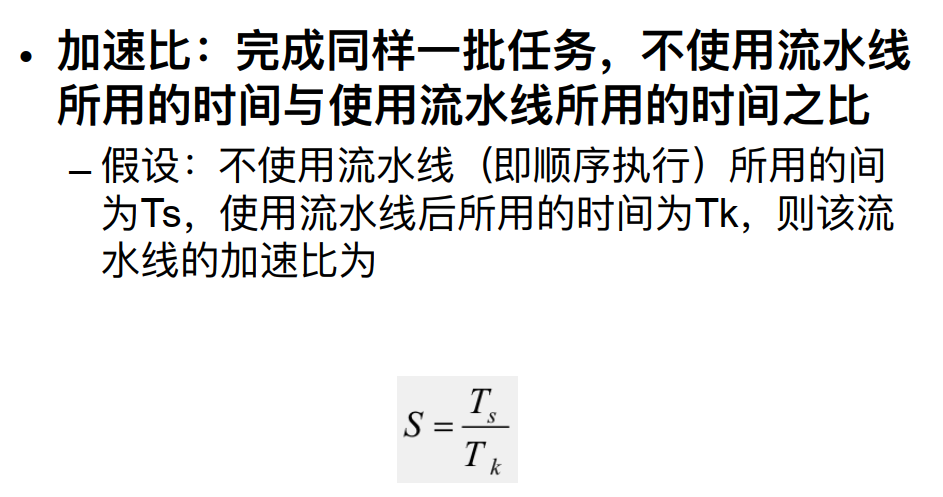 • 加速比：完成同样一批任务，不使用流水线
所用的时间与使用流水线所用的时间之比
– 假设：不使用流水线（即顺序执行）所用的间
为Ts，使用流水线后所用的时间为Tk，则该流
水线的加速比为
S = T_s / T_k